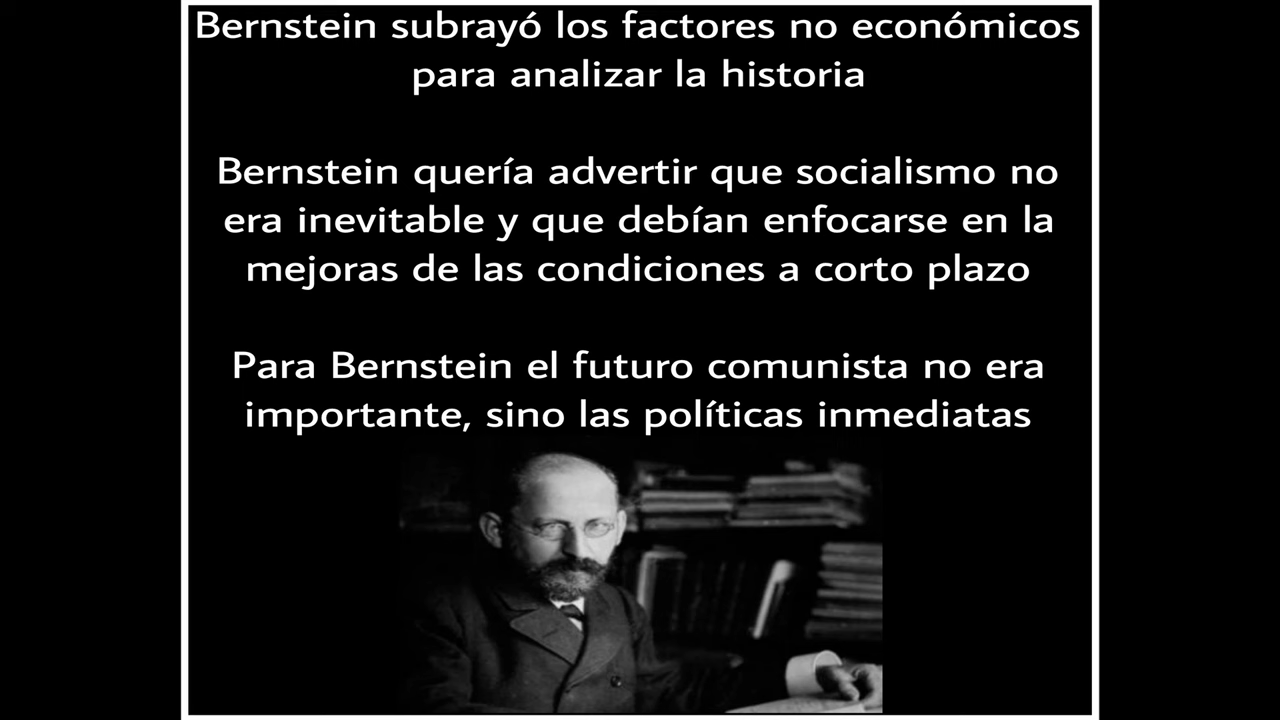 Bernstein subrayó los factores no económicos
para analizar la historia
Bernstein quería advertir que socialismo no
era inevitable y que debían enfocarse en la
mejoras de las condiciones a corto plazo
Para Bernstein el futuro comunista no era
importante, sino las políticas inmediatas